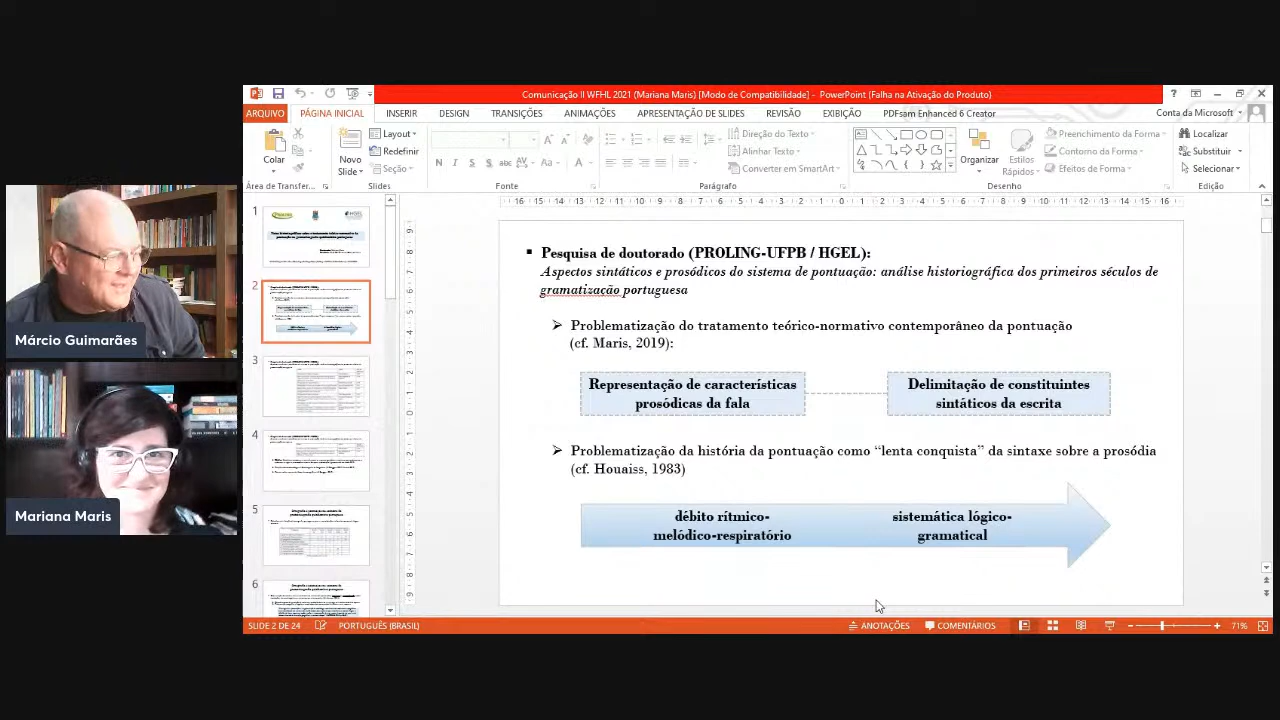 Comunicação II WFHL 2021 (Mariana Maris) [Modo de Compatibilidade] - PowerPoint (Falha na Ativação do Produto)
ARQUIVO PÁGINA INICIAL INSERIR DESIGN TRANSIÇÕES ANIMAÇÕES APRESENTAÇÃO DE SLIDES REVISÃO EXIBIÇÃO PDFsam Enhanced 6 Creator Conta da Microsoft
Colar
Novo
Slide
Layout
Redefinir
Seção
Direção do Texto
Alinhar Texto
Converter em SmartArt
Organizar
Estilos
Rápidos
Preenchimento da Forma
Contorno da Forma
Efeitos de Forma
Localizar
Substituir
Selecionar
Área de Transfer... Slides Fonte Parágrafo Desenho Edição
Márcio Guimarães
Mariana Maris
1
2
3
4
5
6
Pesquisa de doutorado (PROLING-UFPB / HGEL):
Aspectos sintáticos e prosódicos do sistema de pontuação: análise historiográfica dos primeiros séculos de
gramatização portuguesa
Problematização do tratamento teórico-normativo contemporâneo da pontuação
(cf. Maris, 2019):
Representação de características
prosódicas da fala
Delimitação de constituintes
sintáticos da escrita
Problematização da história da pontuação como “lenta conquista” da sintaxe sobre a prosódia
(cf. Houaiss, 1983)
débito rítmico-
melódico-respiratório
sistemática lógico-
gramatical
SLIDE 2 DE 24 PORTUGUÊS (BRASIL) ANOTAÇÕES COMENTÁRIOS 71%